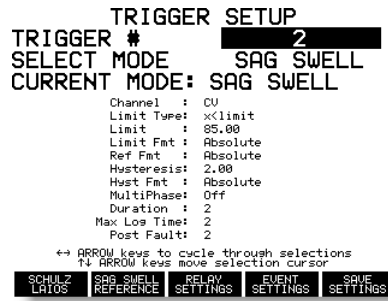 TRIGGER SETUP
TRIGGER # 2
SELECT MODE SAG SWELL
CURRENT MODE: SAG SWELL
Channel : CV
Limit Type: x<limit
Limit : 85.00
Limit Fmt : Absolute
Ref Fmt : Absolute
Hysteresis: 2.00
Hyst Fmt : Absolute
MultiPhase: Off
Duration : 2
Max Log Time: 2
Post Fault: 2
↔ ARROW keys to cycle through selections
↑↓ ARROW keys move selection cursor
SCHULZ LAIOS
SAG SWELL REFERENCE
RELAY SETTINGS
EVENT SETTINGS
SAVE SETTINGS